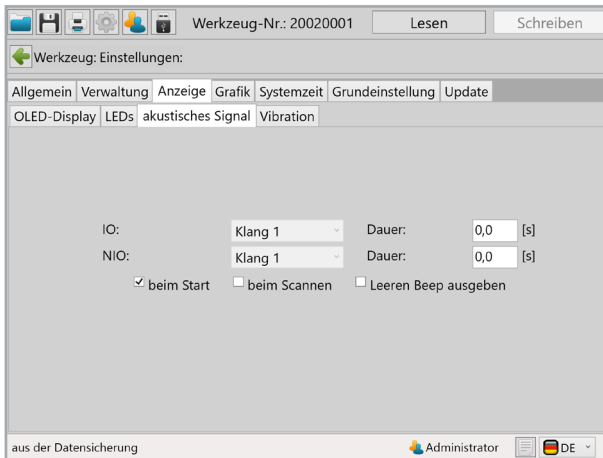 Werkzeug-Nr.: 20020001 Lesen Schreiben
Werkzeug: Einstellungen:
Allgemein Verwaltung Anzeige Grafik Systemzeit Grundeinstellung Update
OLED-Display LEDs akustisches Signal Vibration
IO: Klang 1 Dauer: 0,0 [s]
NIO: Klang 1 Dauer: 0,0 [s]
beim Start beim Scannen Leeren Beep ausgeben
aus der Datensicherung Administrator DE